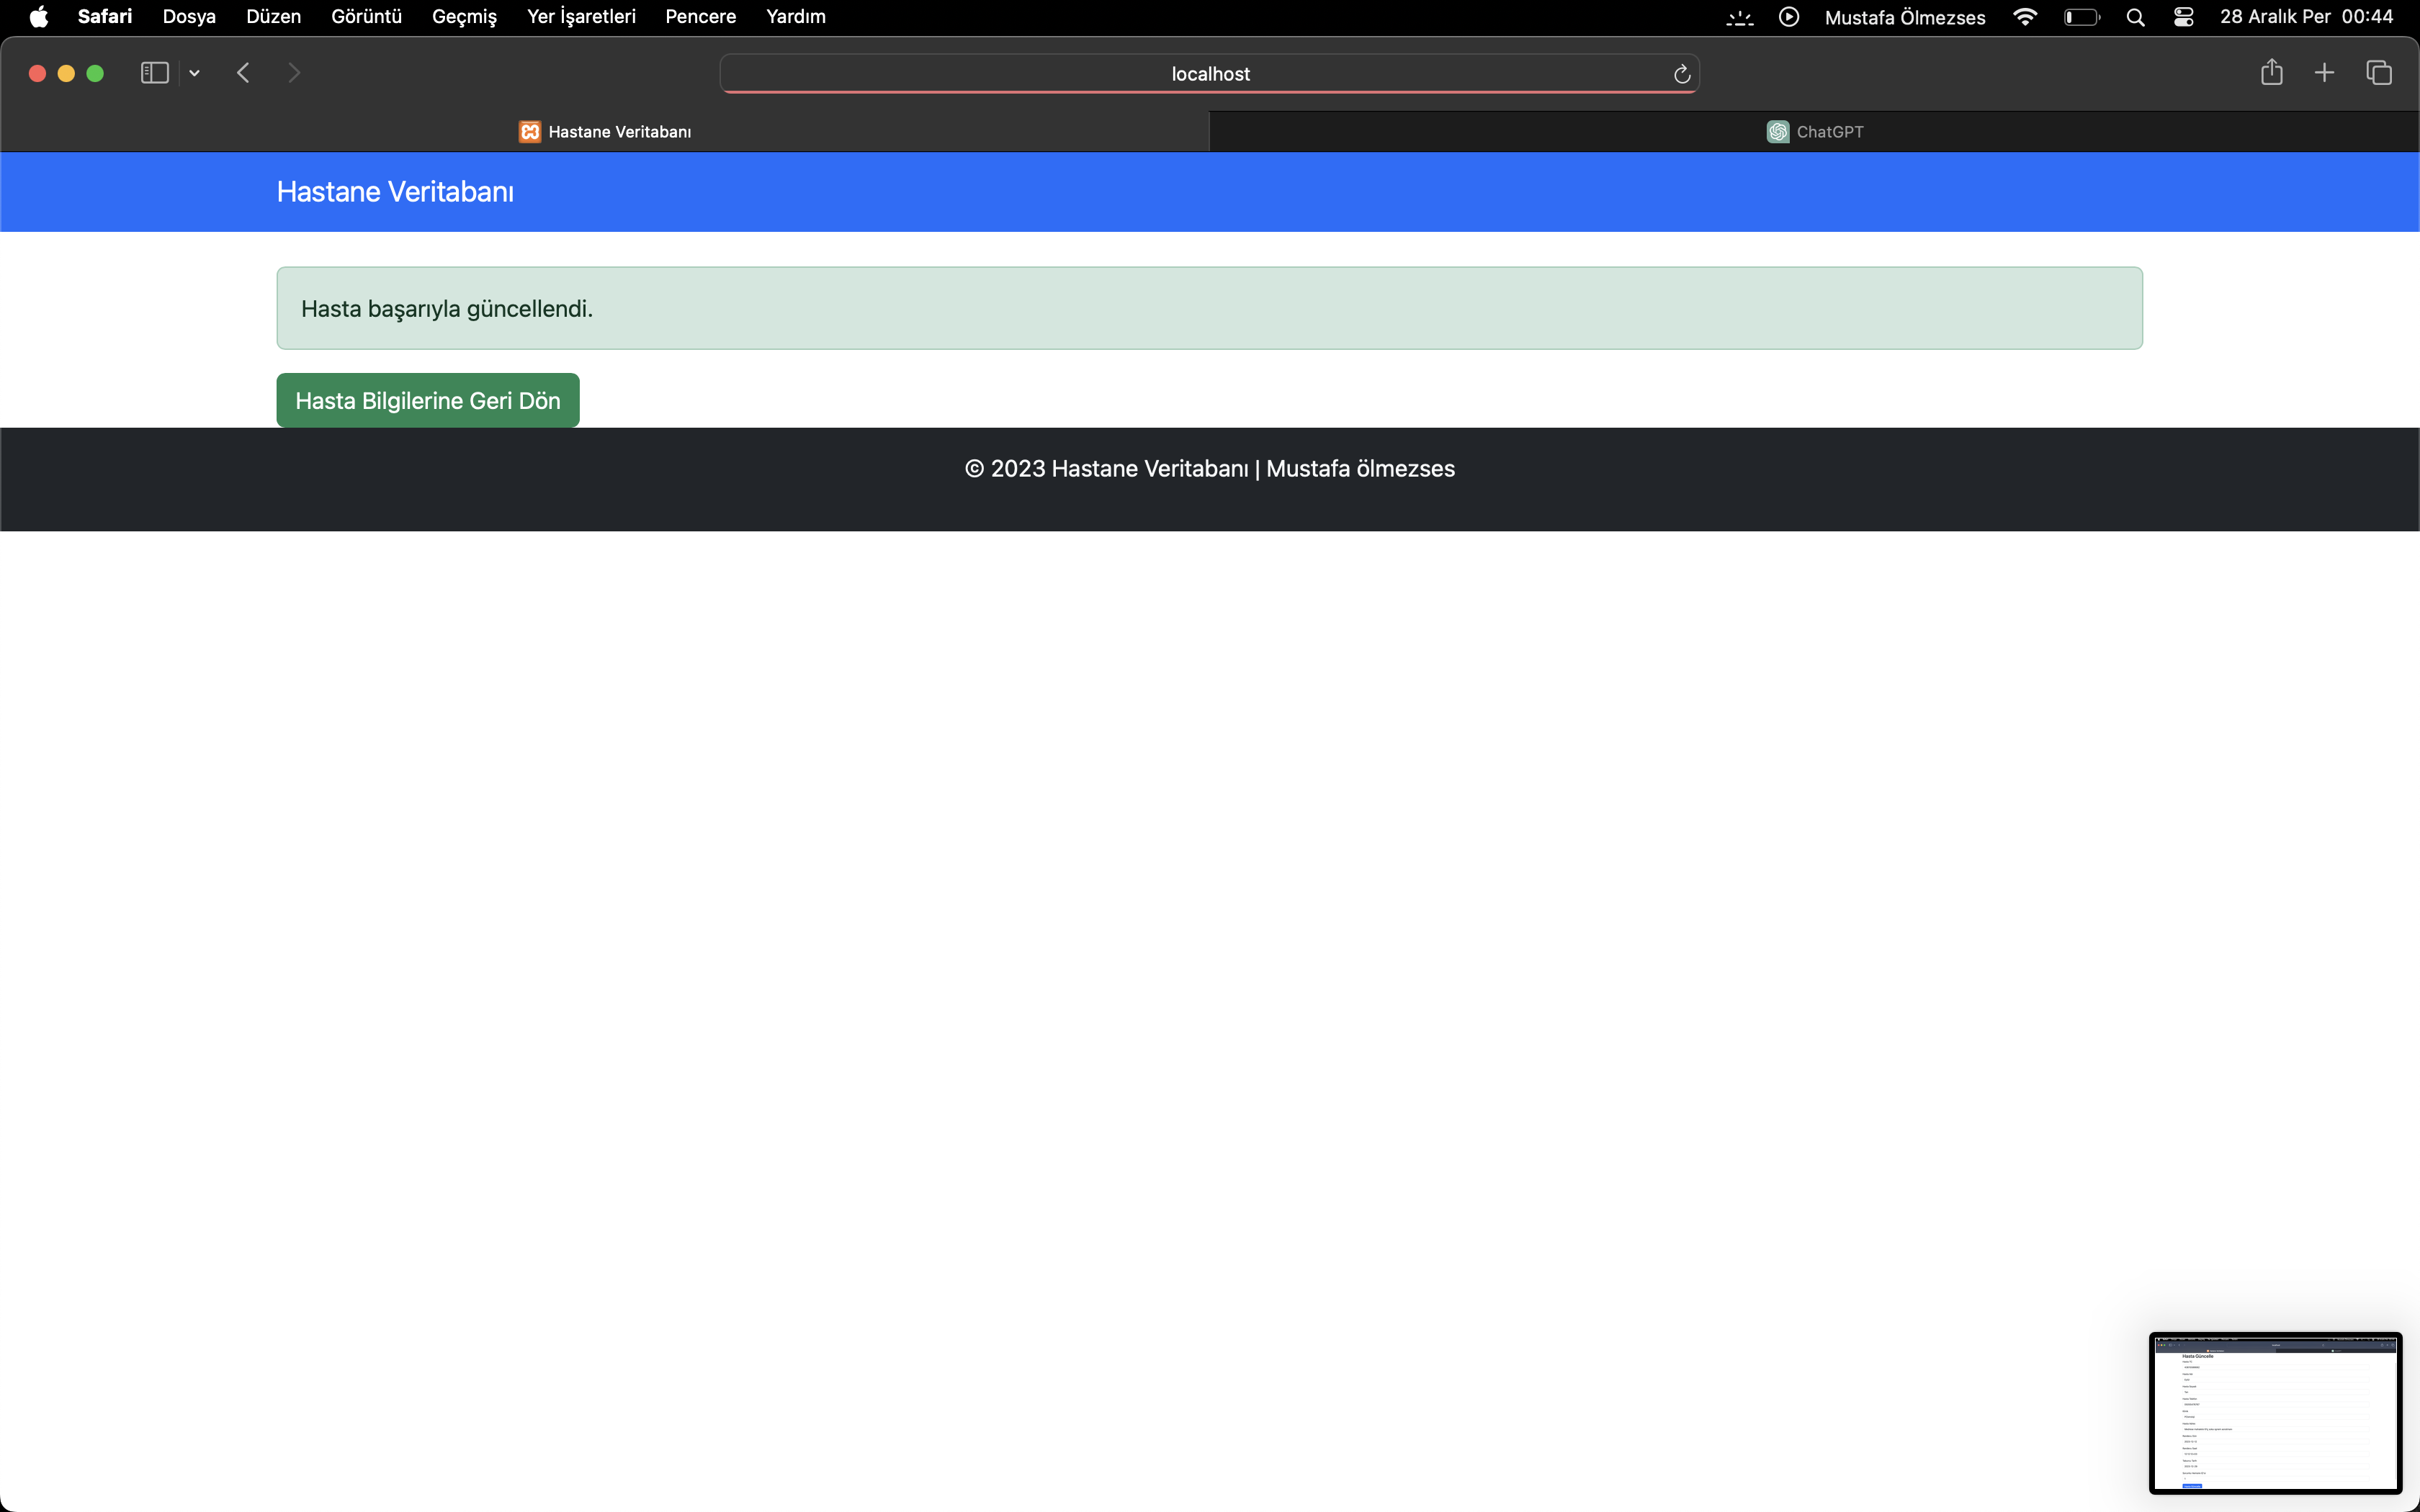 Safari Dosya Düzen Görüntü Geçmiş Yer İşaretleri Pencere Yardım Mustafa Ölmezses 28 Aralık Per 00:44
localhost
Hastane Veritabanı ChatGPT
Hastane Veritabanı
Hasta başarıyla güncellendi.
Hasta Bilgilerine Geri Dön
© 2023 Hastane Veritabanı | Mustafa ölmezses
Hasta Güncelle